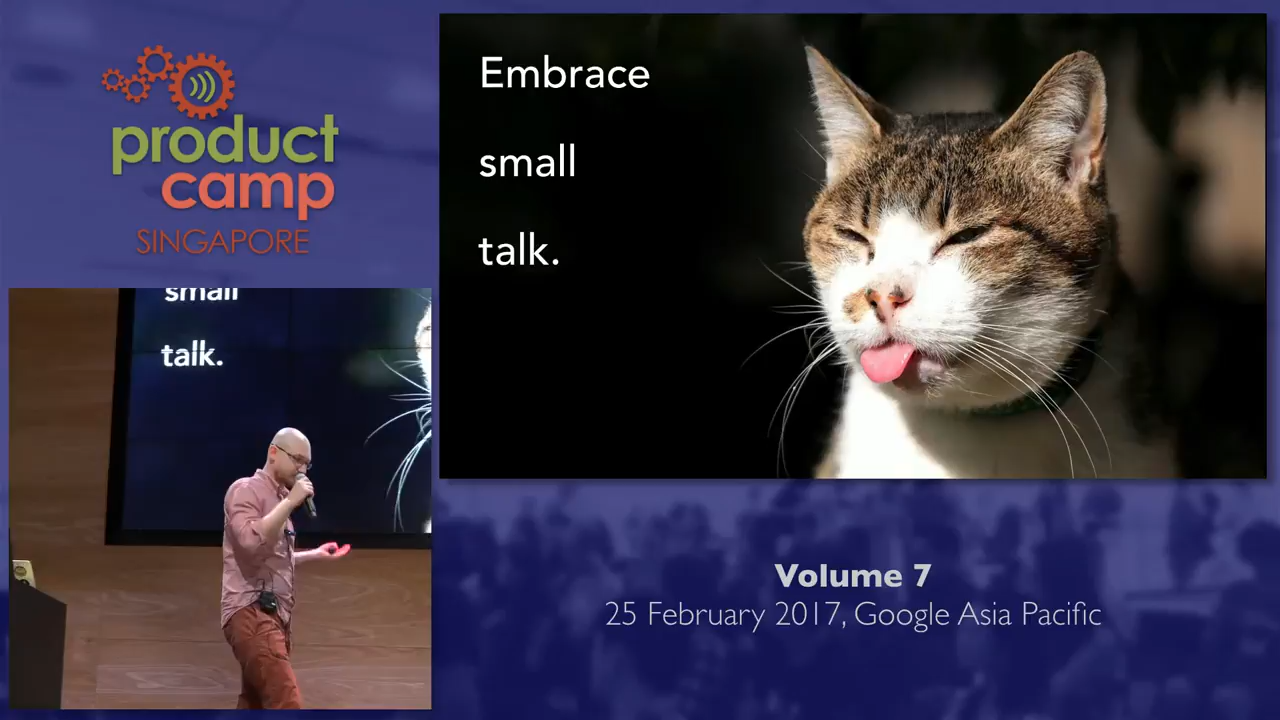 product
camp
SINGAPORE
Embrace
small
talk.
small
talk.
Volume 7
25 February 2017, Google Asia Pacific